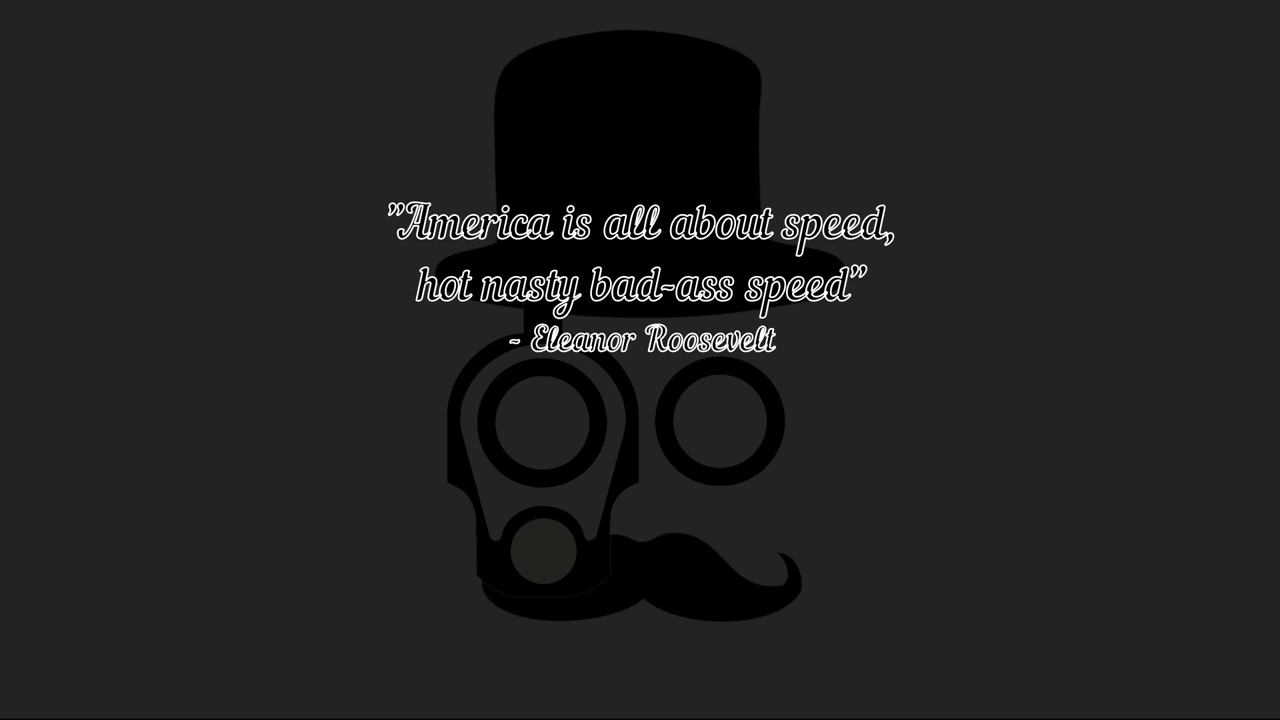 ”America is all about speed,
hot nasty bad-ass speed”
~ Eleanor Roosevelt